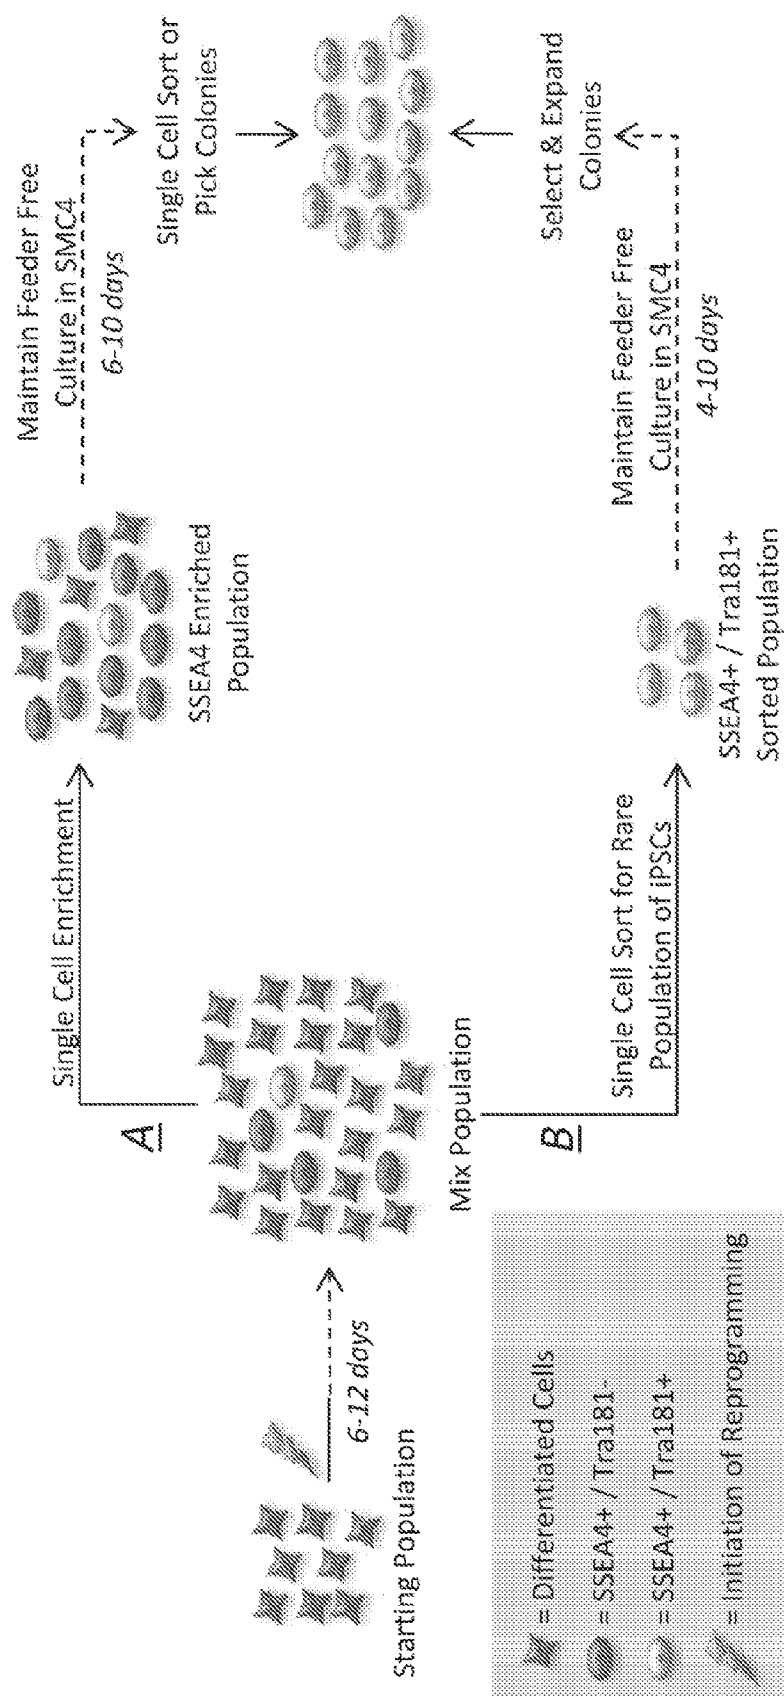 Starting Population
6-12 days
Mix Population
A
Single Cell Enrichment
SSEA4 Enriched
Population
Maintain Feeder Free
Culture in SMC4
6-10 days
Single Cell Sort or
Pick Colonies
B
Single Cell Sort for Rare
Population of iPSCs
SSEA4+ / Tra181+
Sorted Population
Maintain Feeder Free
Culture in SMC4
4-10 days
Select & Expand
Colonies
= Differentiated Cells
= SSEA4+ / Tra181-
= SSEA4+ / Tra181+
= Initiation of Reprogramming